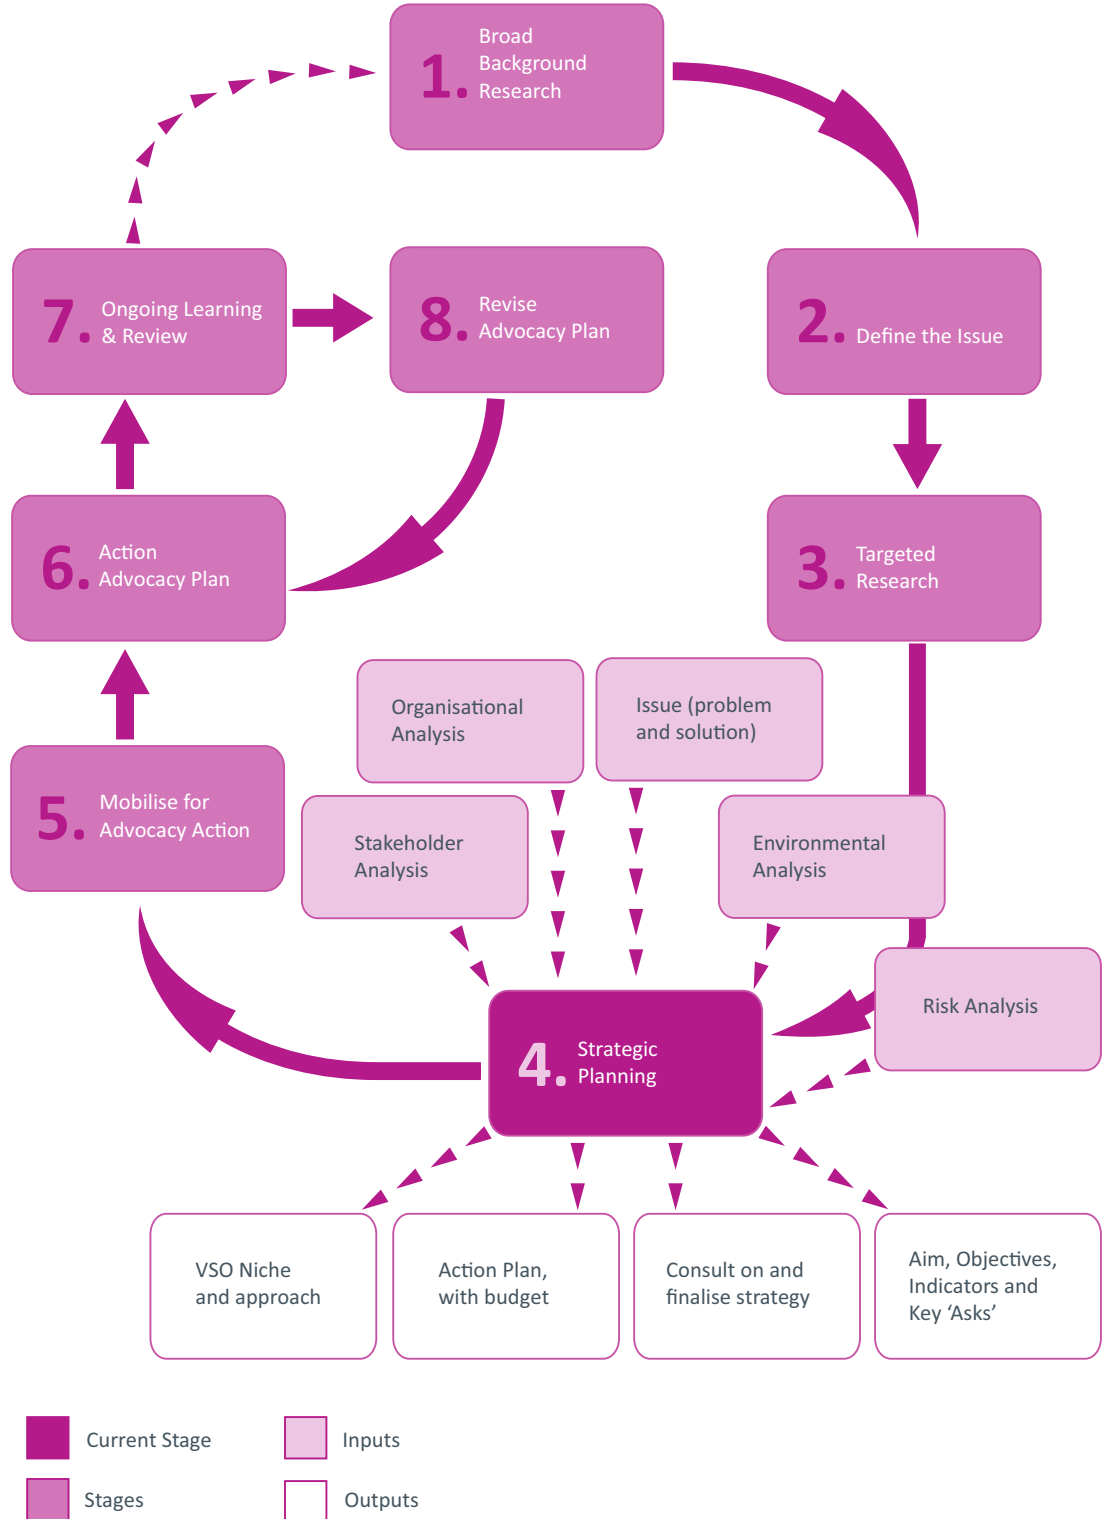 1. Broad
Background
Research
7. Ongoing Learning
& Review
8. Revise
Advocacy Plan
2. Define the Issue
6. Action
Advocacy Plan
3. Targeted
Research
5. Mobilise for
Advocacy Action
Organisational
Analysis
Issue (problem
and solution)
Stakeholder
Analysis
Environmental
Analysis
Risk Analysis
4. Strategic
Planning
VSO Niche
and approach
Action Plan,
with budget
Consult on and
finalise strategy
Aim, Objectives,
Indicators and
Key ‘Asks’
Current Stage
Inputs
Stages
Outputs